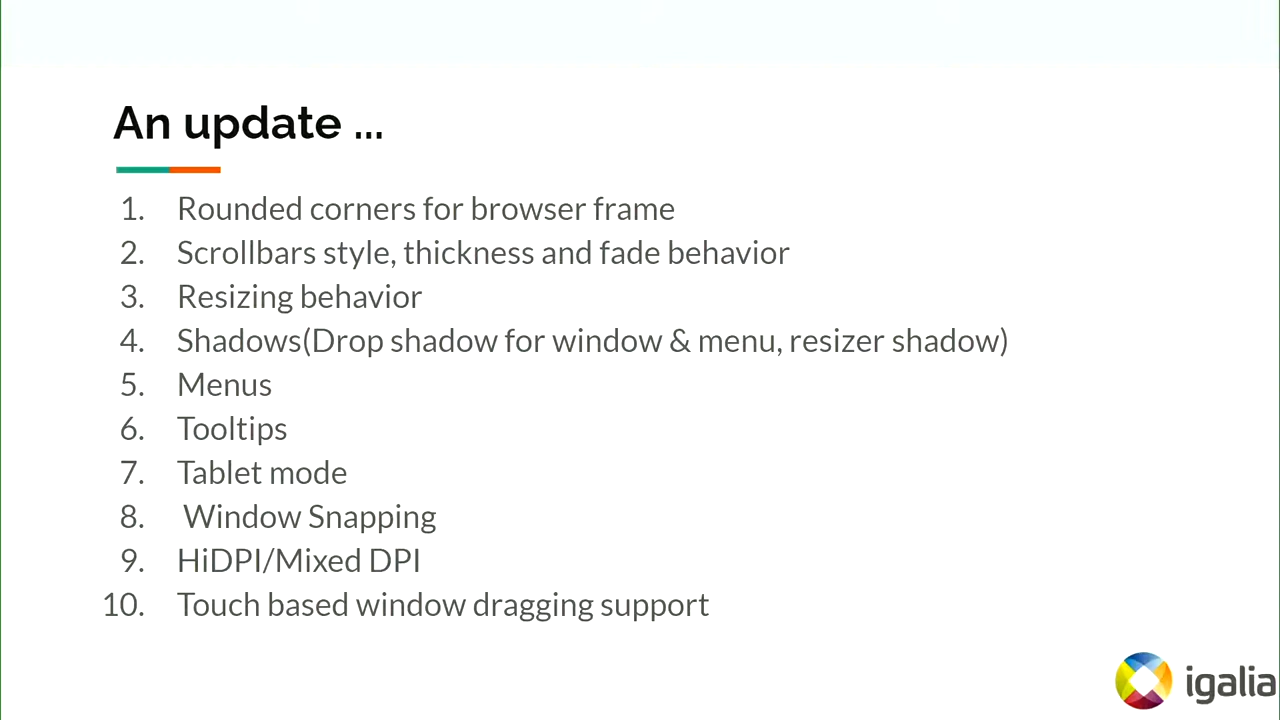 An update ...
1. Rounded corners for browser frame
2. Scrollbars style, thickness and fade behavior
3. Resizing behavior
4. Shadows(Drop shadow for window & menu, resizer shadow)
5. Menus
6. Tooltips
7. Tablet mode
8. Window Snapping
9. HiDPI/Mixed DPI
10. Touch based window dragging support
igalia